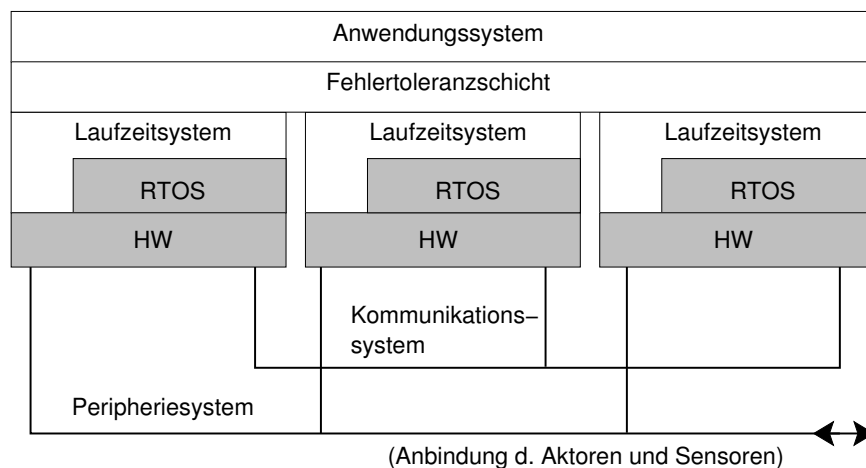 Anwendungssystem
Fehlertoleranzschicht
Laufzeitsystem Laufzeitsystem Laufzeitsystem
RTOS RTOS RTOS
HW HW HW
Kommunikations–
system
Peripheriesystem
(Anbindung d. Aktoren und Sensoren)